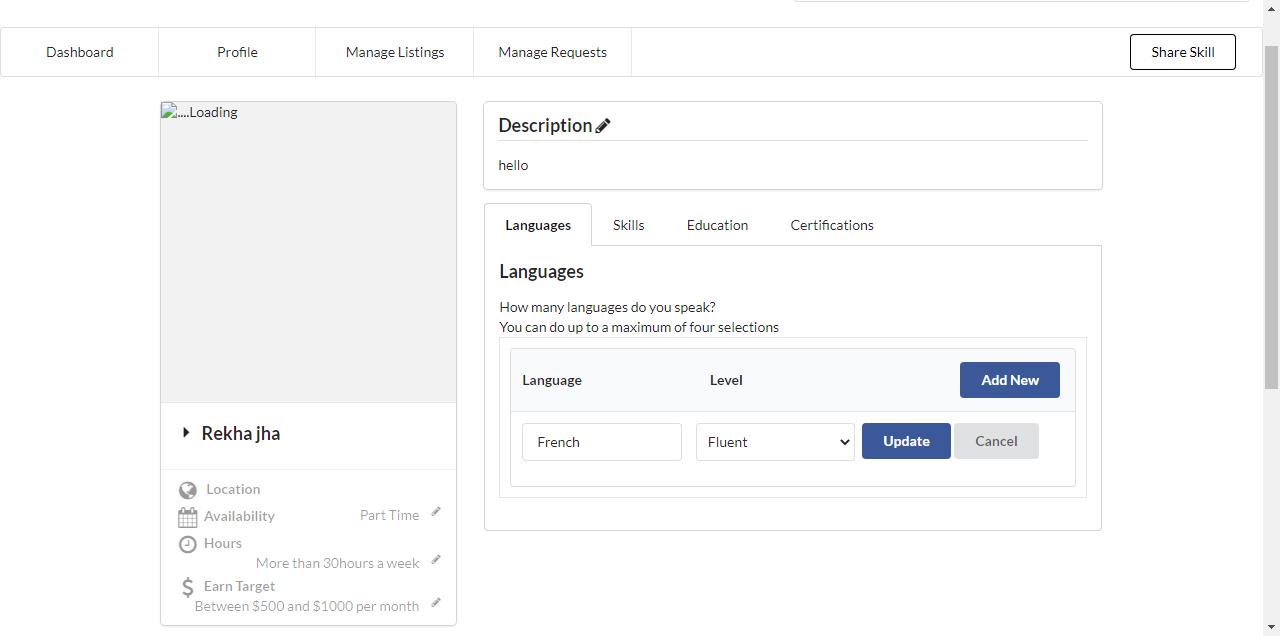 Dashboard Profile Manage Listings Manage Requests Share Skill
....Loading
Rekha jha
Location
Availability Part Time
Hours
More than 30hours a week
Earn Target
Between $500 and $1000 per month
Description
hello
Languages Skills Education Certifications
Languages
How many languages do you speak?
You can do up to a maximum of four selections
Language Level Add New
French Fluent Update Cancel